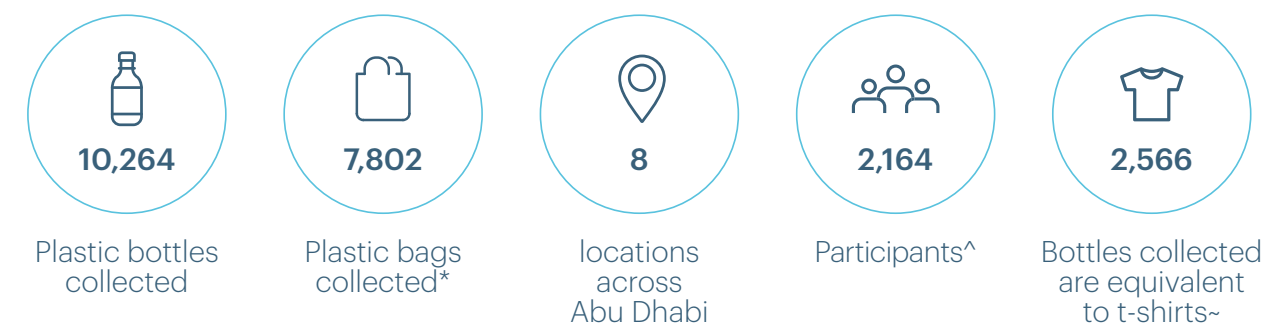 10,264
Plastic bottles
collected
7,802
Plastic bags
collected*
8
locations
across
Abu Dhabi
2,164
Participants^
2,566
Bottles collected
are equivalent
to t-shirts~